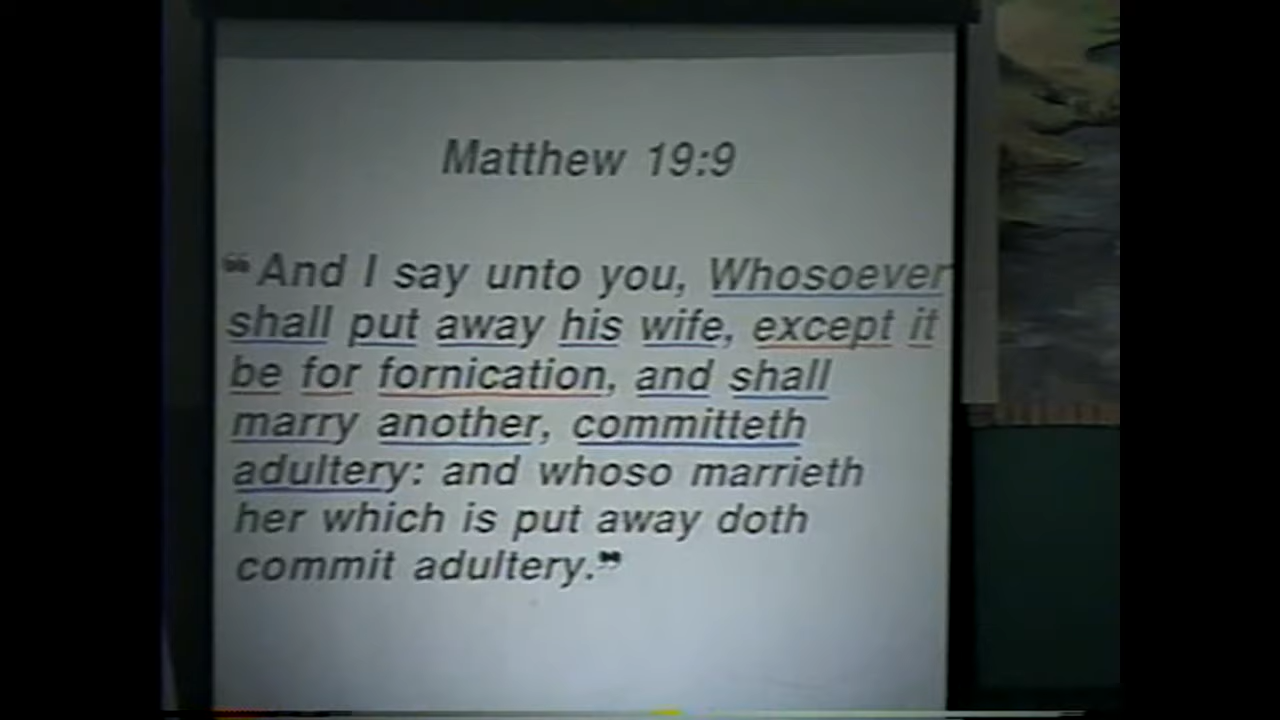 Matthew 19:9
“And I say unto you, Whosoever
shall put away his wife, except it
be for fornication, and shall
marry another, committeth
adultery: and whoso marrieth
her which is put away doth
commit adultery.”